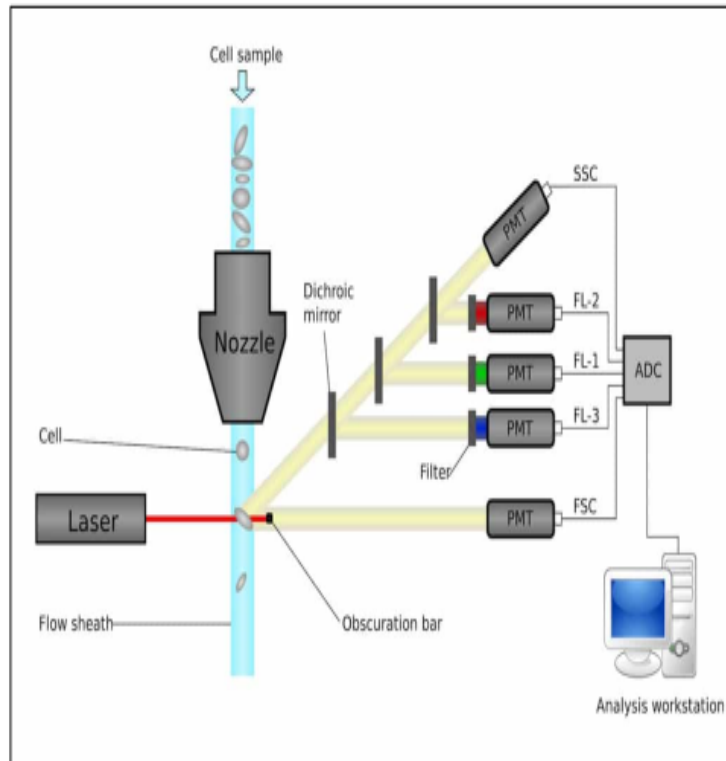 Cell sample
SSC
PMT
Dichroic
mirror
FL-2
PMT
Nozzle
FL-1
PMT
ADC
FL-3
PMT
Cell
Filter
FSC
PMT
Laser
Flow sheath
Obscuration bar
Analysis workstation